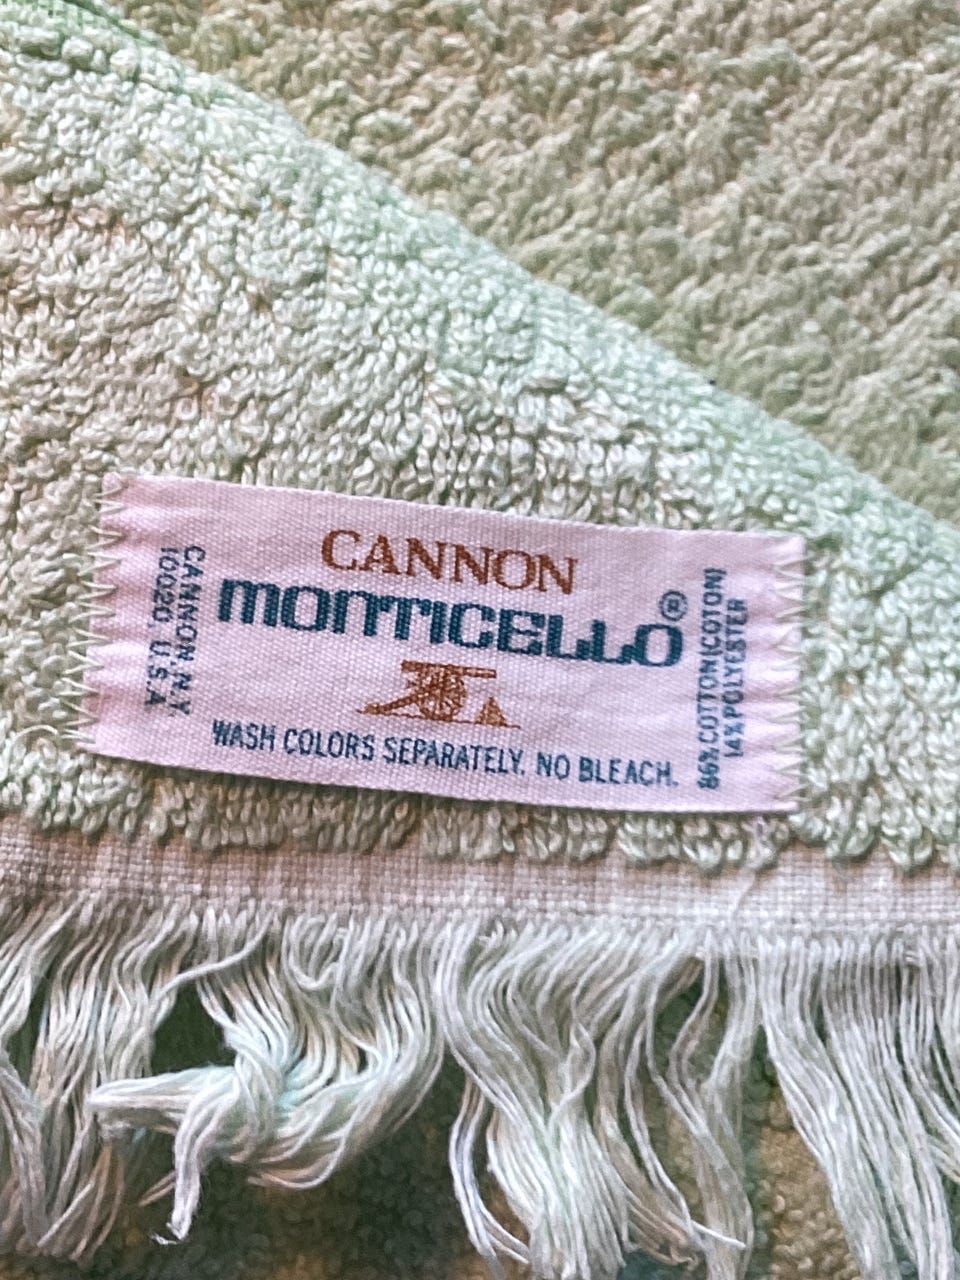 CANNON
MONTICELLO®
WASH COLORS SEPARATELY. NO BLEACH.
CANNON, N.Y.
10020, U.S.A.
86% COTTON (COTON)
14% POLYESTER